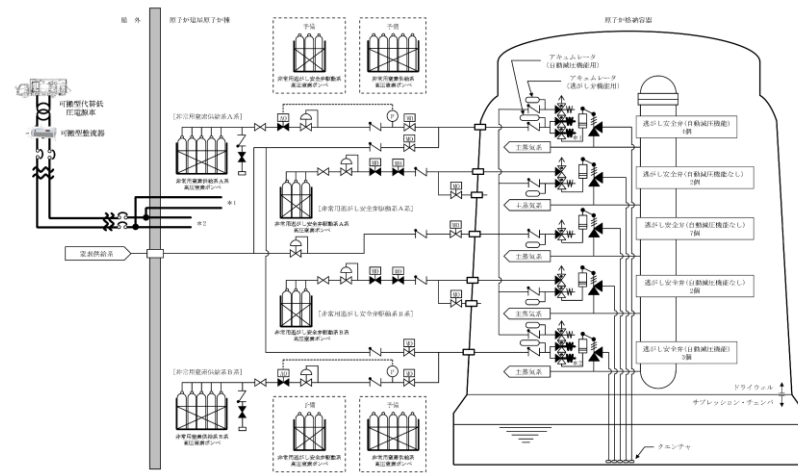 屋 外
原子炉建屋原子炉棟
予備
非常用逃がし安全弁駆動系
高圧窒素ボンベ
予備
非常用窒素供給系
高圧窒素ボンベ
原子炉格納容器
アキュムレータ
(自動減圧機能用)
アキュムレータ
(逃がし弁機能用)
可搬型代替低
圧電源車
可搬型整流器
[非常用窒素供給系A系]
AO
P
MO
非常用窒素供給系A系
高圧窒素ボンベ
逃がし安全弁(自動減圧機能)
4個
主蒸気系
MO
MO
MO
逃がし安全弁(自動減圧機能なし)
2個
[非常用逃がし安全弁駆動系A系]
非常用逃がし安全弁駆動系A系
高圧窒素ボンベ
主蒸気系
*1
*2
MO
逃がし安全弁(自動減圧機能なし)
7個
窒素供給系
主蒸気系
MO
MO
MO
逃がし安全弁(自動減圧機能なし)
2個
[非常用逃がし安全弁駆動系B系]
非常用逃がし安全弁駆動系B系
高圧窒素ボンベ
主蒸気系
MO
逃がし安全弁(自動減圧機能)
3個
[非常用窒素供給系B系]
AO
P
MO
主蒸気系
非常用窒素供給系B系
高圧窒素ボンベ
ドライウェル
サプレッション・チェンバ
予備
非常用逃がし安全弁駆動系
高圧窒素ボンベ
予備
非常用窒素供給系
高圧窒素ボンベ
クエンチャ